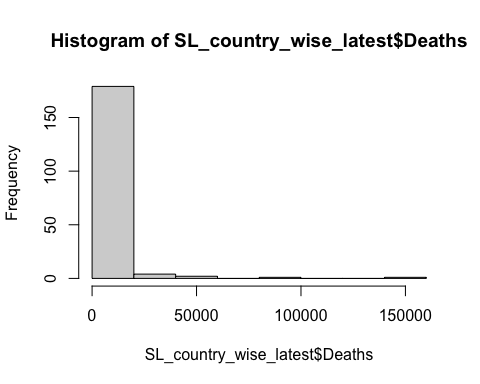 Histogram of SL_country_wise_latest$Deaths
Frequency
150
100
50
0
0 50000 100000 150000
SL_country_wise_latest$Deaths